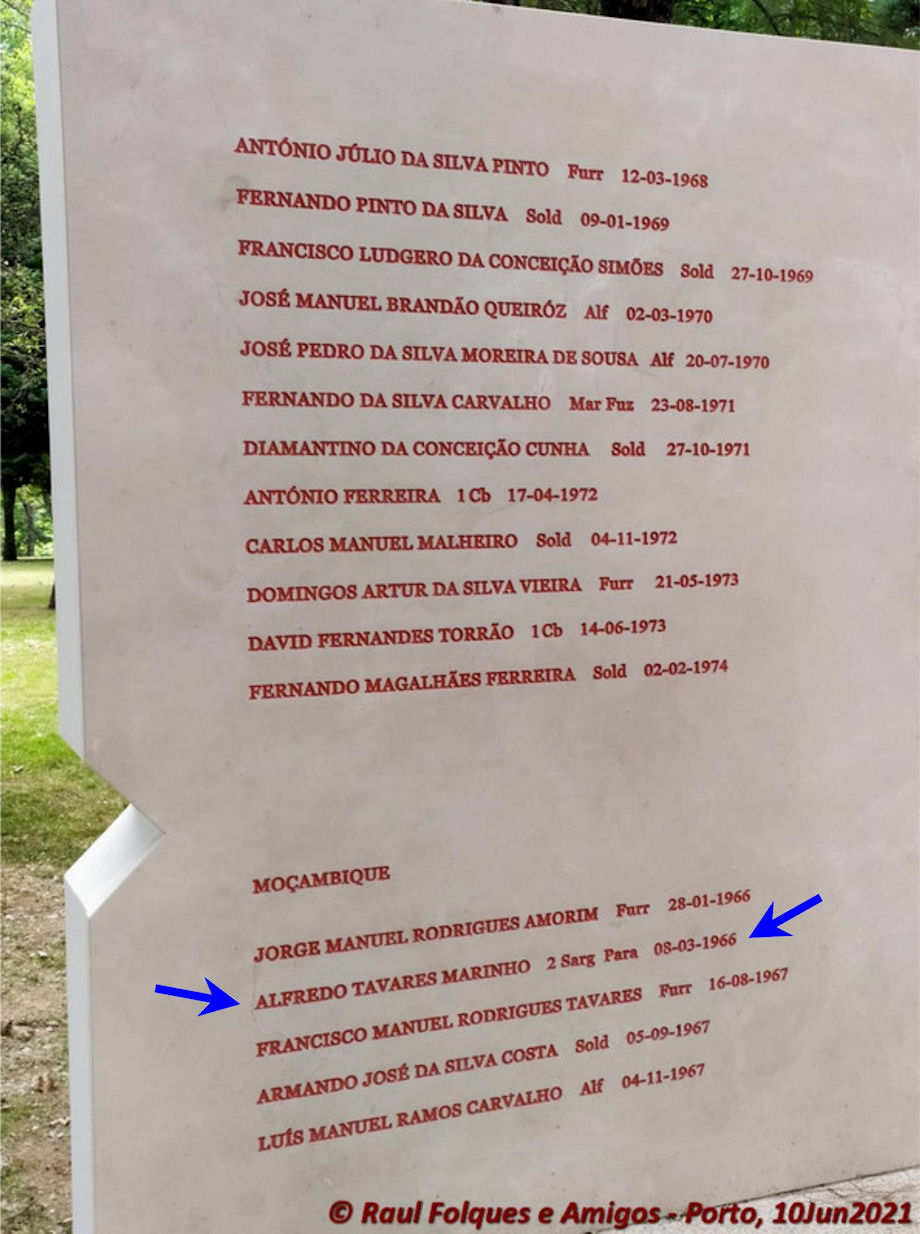 ANTÓNIO JÚLIO DA SILVA PINTO Furr 12-03-1968
FERNANDO PINTO DA SILVA Sold 09-01-1969
FRANCISCO LUDGERO DA CONCEIÇÃO SIMÕES Sold 27-10-1969
JOSÉ MANUEL BRANDÃO QUEIRÓZ Alf 02-03-1970
JOSÉ PEDRO DA SILVA MOREIRA DE SOUSA Alf 20-07-1970
FERNANDO DA SILVA CARVALHO Mar Fuz 23-08-1971
DIAMANTINO DA CONCEIÇÃO CUNHA Sold 27-10-1971
ANTÓNIO FERREIRA 1 Cb 17-04-1972
CARLOS MANUEL MALHEIRO Sold 04-11-1972
DOMINGOS ARTUR DA SILVA VIEIRA Furr 21-05-1973
DAVID FERNANDES TORRÃO 1 Cb 14-06-1973
FERNANDO MAGALHÃES FERREIRA Sold 02-02-1974
MOÇAMBIQUE
JORGE MANUEL RODRIGUES AMORIM Furr 28-01-1966
ALFREDO TAVARES MARINHO 2 Sarg Para 08-03-1966
FRANCISCO MANUEL RODRIGUES TAVARES Furr 16-08-1967
ARMANDO JOSÉ DA SILVA COSTA Sold 05-09-1967
LUÍS MANUEL RAMOS CARVALHO Alf 04-11-1967
© Raul Folques e Amigos - Porto, 10Jun2021